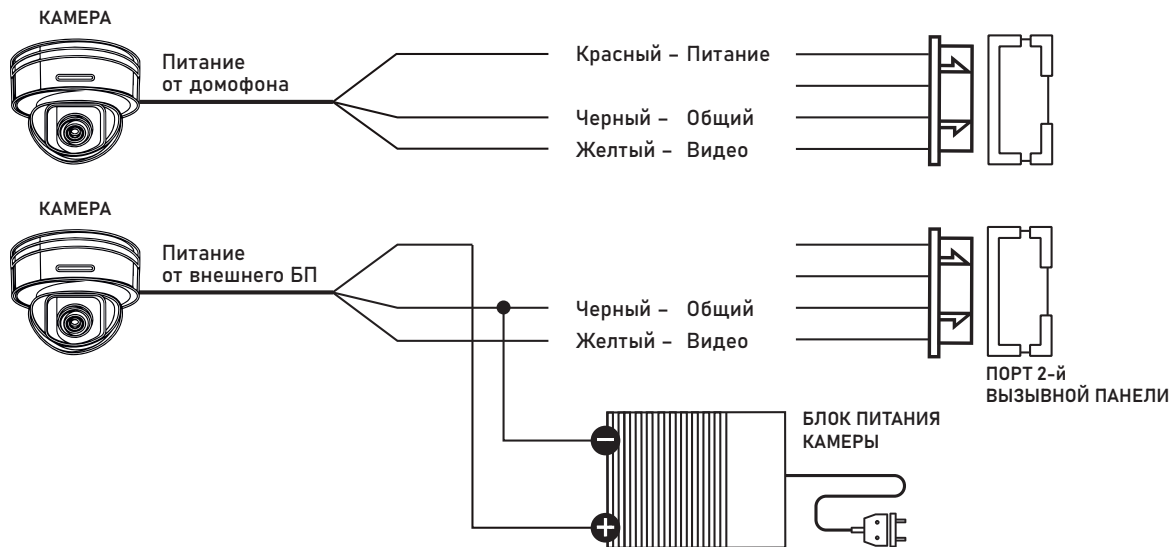 КАМЕРА
Питание
от домофона
Красный – Питание
Черный – Общий
Желтый – Видео
КАМЕРА
Питание
от внешнего БП
Черный – Общий
Желтый – Видео
ПОРТ 2-й
ВЫЗЫВНОЙ ПАНЕЛИ
БЛОК ПИТАНИЯ
КАМЕРЫ
–
+